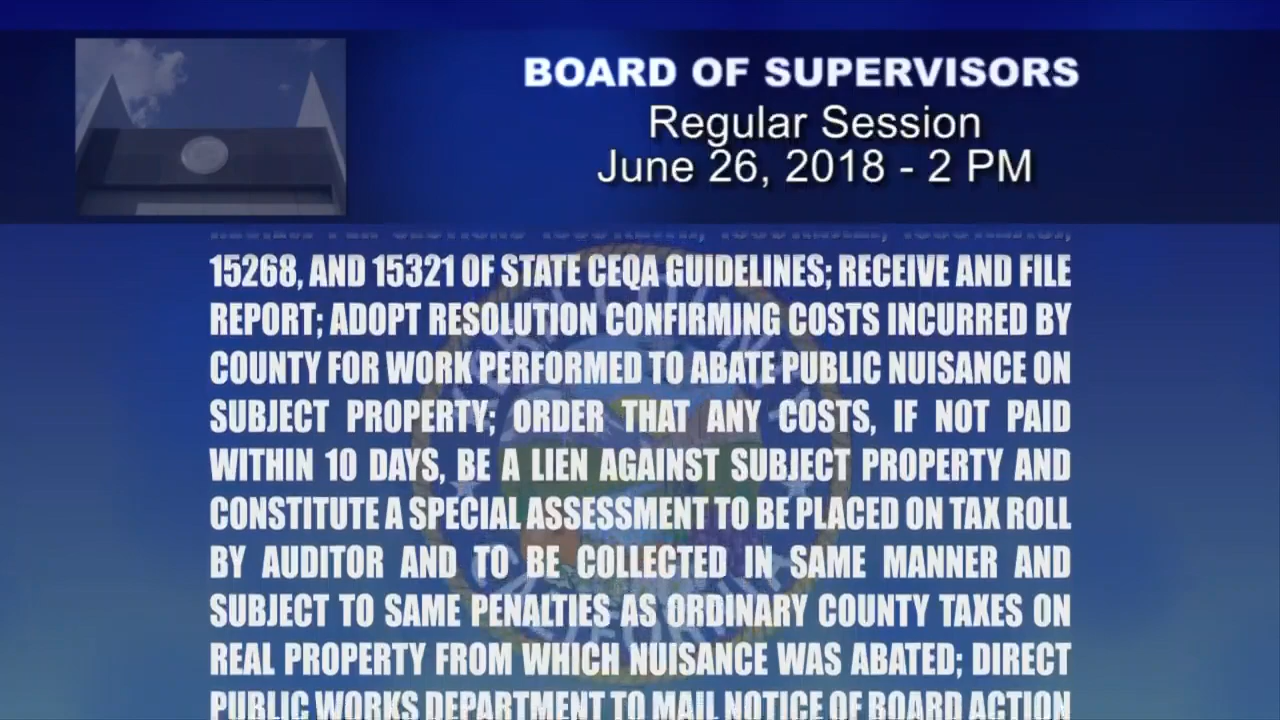 BOARD OF SUPERVISORS
Regular Session
June 26, 2018 - 2 PM
15268, AND 15321 OF STATE CEQA GUIDELINES; RECEIVE AND FILE
REPORT; ADOPT RESOLUTION CONFIRMING COSTS INCURRED BY
COUNTY FOR WORK PERFORMED TO ABATE PUBLIC NUISANCE ON
SUBJECT PROPERTY; ORDER THAT ANY COSTS, IF NOT PAID
WITHIN 10 DAYS, BE A LIEN AGAINST SUBJECT PROPERTY AND
CONSTITUTE A SPECIAL ASSESSMENT TO BE PLACED ON TAX ROLL
BY AUDITOR AND TO BE COLLECTED IN SAME MANNER AND
SUBJECT TO SAME PENALTIES AS ORDINARY COUNTY TAXES ON
REAL PROPERTY FROM WHICH NUISANCE WAS ABATED; DIRECT
PUBLIC WORKS DEPARTMENT TO MAIL NOTICE OF BOARD ACTION
KERN COUNTY
CALIFORNIA